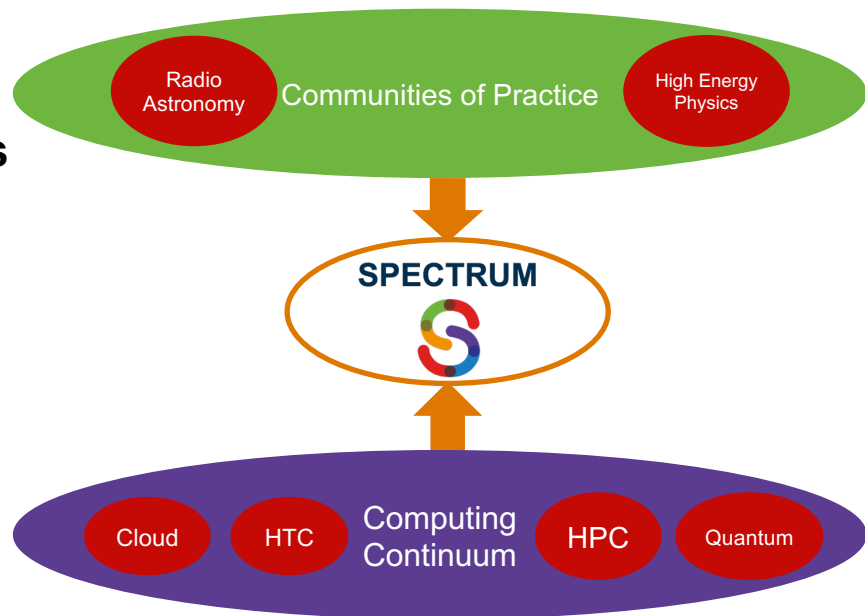 Radio
Astronomy
Communities of Practice
High Energy
Physics
s
SPECTRUM
Cloud
HTC
Computing
Continuum
HPC
Quantum